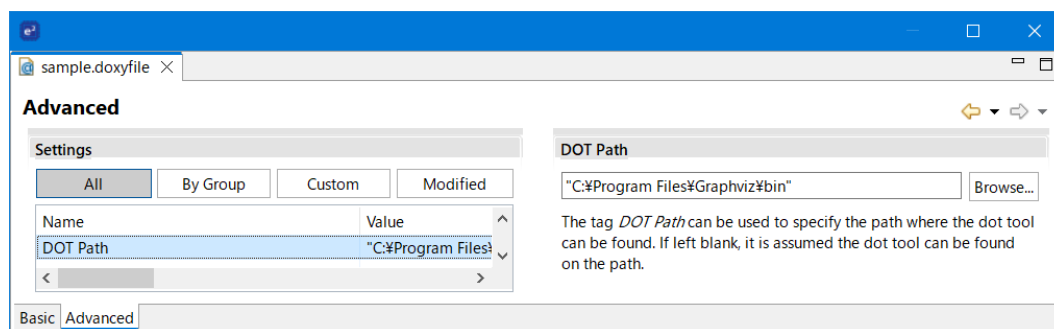 e²
sample.doxyfile
Advanced
Settings
All By Group Custom Modified
Name Value
DOT Path "C:¥Program Files¥
DOT Path
"C:¥Program Files¥Graphviz¥bin" Browse...
The tag DOT Path can be used to specify the path where the dot tool
can be found. If left blank, it is assumed the dot tool can be found
on the path.
Basic Advanced